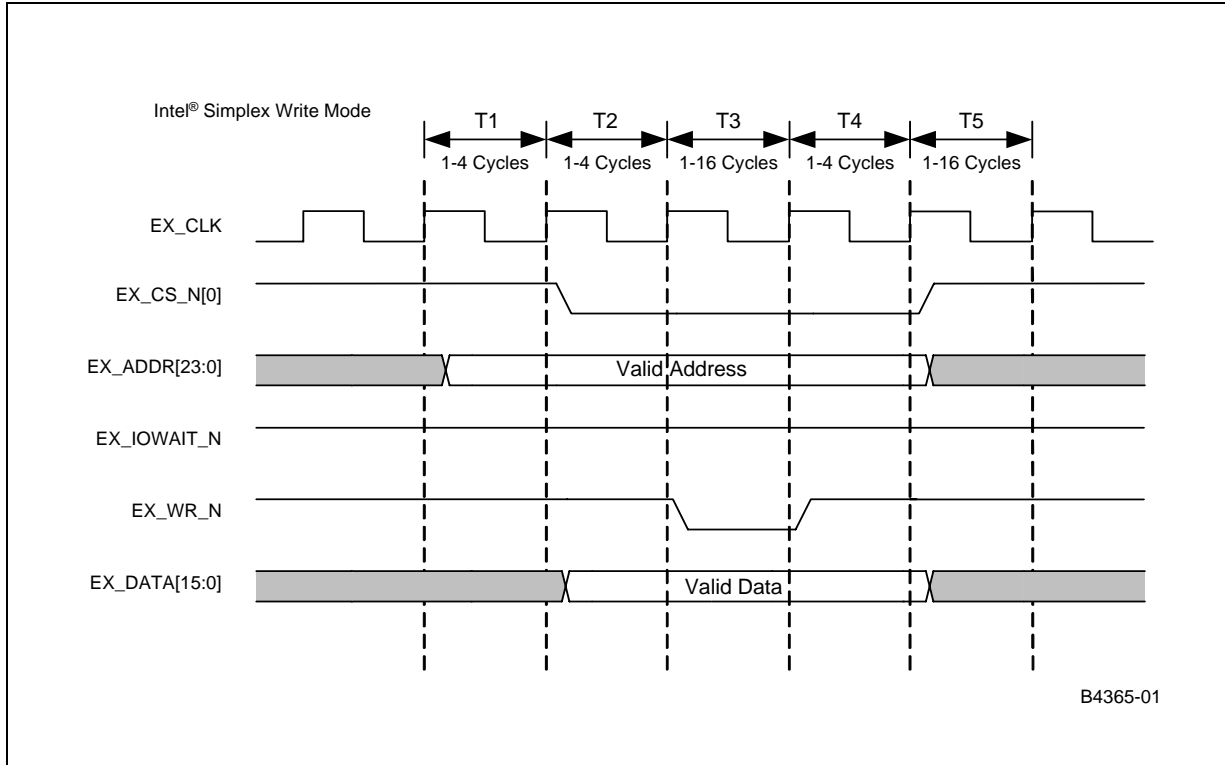 Intel® Simplex Write Mode
T1 T2 T3 T4 T5
1-4 Cycles 1-4 Cycles 1-16 Cycles 1-4 Cycles 1-16 Cycles
EX_CLK
EX_CS_N[0]
EX_ADDR[23:0] Valid Address
EX_IOWAIT_N
EX_WR_N
EX_DATA[15:0] Valid Data
B4365-01